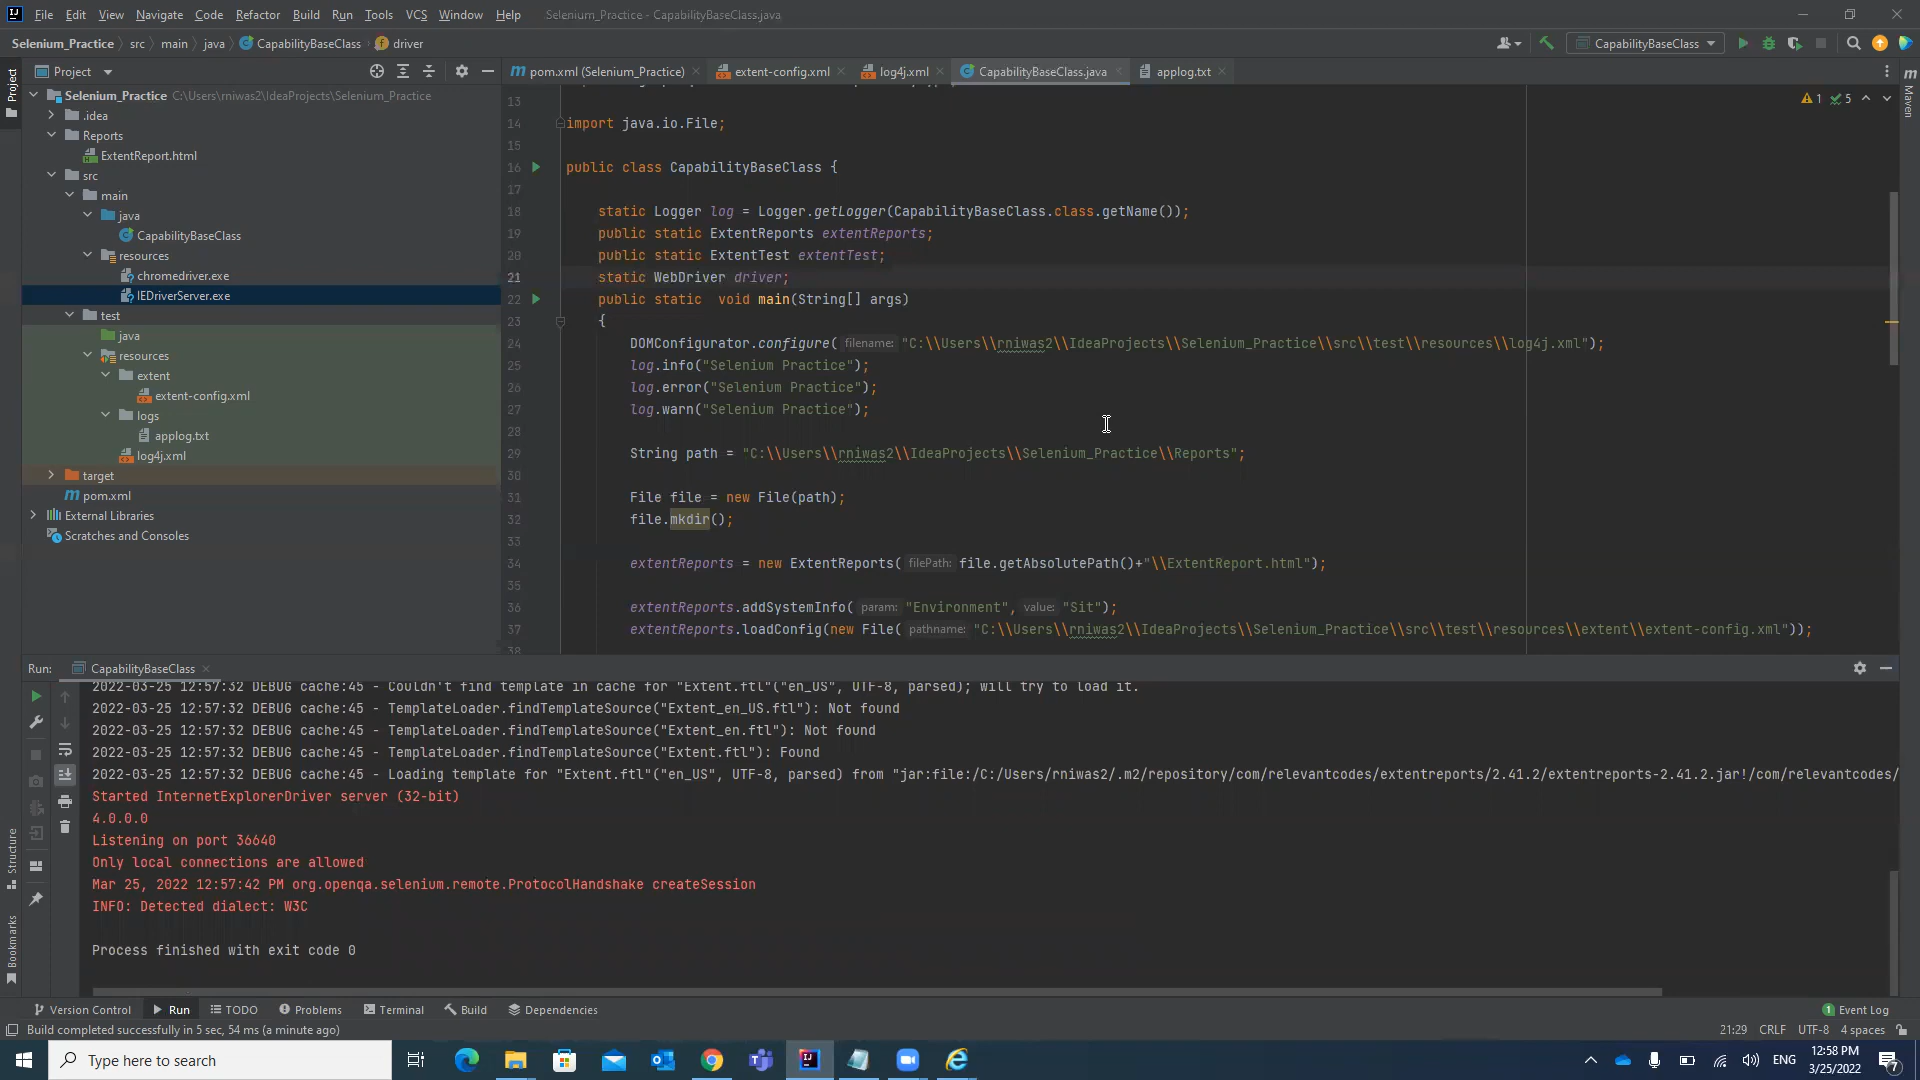 File Edit View Navigate Code Refactor Build Run Tools VCS Window Help Selenium_Practice - CapabilityBaseClass.java
Selenium_Practice src main java CapabilityBaseClass driver
CapabilityBaseClass
Project
pom.xml (Selenium_Practice) extent-config.xml log4j.xml CapabilityBaseClass.java applog.txt
Selenium_Practice C:\Users\rniwas2\IdeaProjects\Selenium_Practice
.idea
Reports
ExtentReport.html
src
main
java
CapabilityBaseClass
resources
chromedriver.exe
IEDriverServer.exe
test
java
resources
extent
extent-config.xml
logs
applog.txt
log4j.xml
target
pom.xml
External Libraries
Scratches and Consoles
1 5
13
14 import java.io.File;
15
16 public class CapabilityBaseClass {
17
18 static Logger log = Logger.getLogger(CapabilityBaseClass.class.getName());
19 public static ExtentReports extentReports;
20 public static ExtentTest extentTest;
21 static WebDriver driver;
22 public static  void main(String[] args)
23 {
24 DOMConfigurator.configure( filename: "C:\\Users\\rniwas2\\IdeaProjects\\Selenium_Practice\\src\\test\\resources\\log4j.xml");
25 log.info("Selenium Practice");
26 log.error("Selenium Practice");
27 log.warn("Selenium Practice");
28
29 String path = "C:\\Users\\rniwas2\\IdeaProjects\\Selenium_Practice\\Reports";
30
31 File file = new File(path);
32 file.mkdir();
33
34 extentReports = new ExtentReports( filePath: file.getAbsolutePath()+"\\ExtentReport.html");
35
36 extentReports.addSystemInfo( param: "Environment", value: "Sit");
37 extentReports.loadConfig(new File( pathname: "C:\\Users\\rniwas2\\IdeaProjects\\Selenium_Practice\\src\\test\\resources\\extent\\extent-config.xml"));
38
Project
Maven
Structure
Bookmarks
Run: CapabilityBaseClass
2022-03-25 12:57:32 DEBUG cache:45 - Couldn't find template in cache for "Extent.ftl"("en_US", UTF-8, parsed); will try to load it.
2022-03-25 12:57:32 DEBUG cache:45 - TemplateLoader.findTemplateSource("Extent_en_US.ftl"): Not found
2022-03-25 12:57:32 DEBUG cache:45 - TemplateLoader.findTemplateSource("Extent_en.ftl"): Not found
2022-03-25 12:57:32 DEBUG cache:45 - TemplateLoader.findTemplateSource("Extent.ftl"): Found
2022-03-25 12:57:32 DEBUG cache:45 - Loading template for "Extent.ftl"("en_US", UTF-8, parsed) from "jar:file:/C:/Users/rniwas2/.m2/repository/com/relevantcodes/extentreports/2.41.2/extentreports-2.41.2.jar!/com/relevantcodes/
Started InternetExplorerDriver server (32-bit)
4.0.0.0
Listening on port 36640
Only local connections are allowed
Mar 25, 2022 12:57:42 PM org.openqa.selenium.remote.ProtocolHandshake createSession
INFO: Detected dialect: W3C
Process finished with exit code 0
Version Control Run TODO Problems Terminal Build Dependencies 1 Event Log
Build completed successfully in 5 sec, 54 ms (a minute ago) 21:29 CRLF UTF-8 4 spaces
Type here to search
ENG
12:58 PM
3/25/2022
7